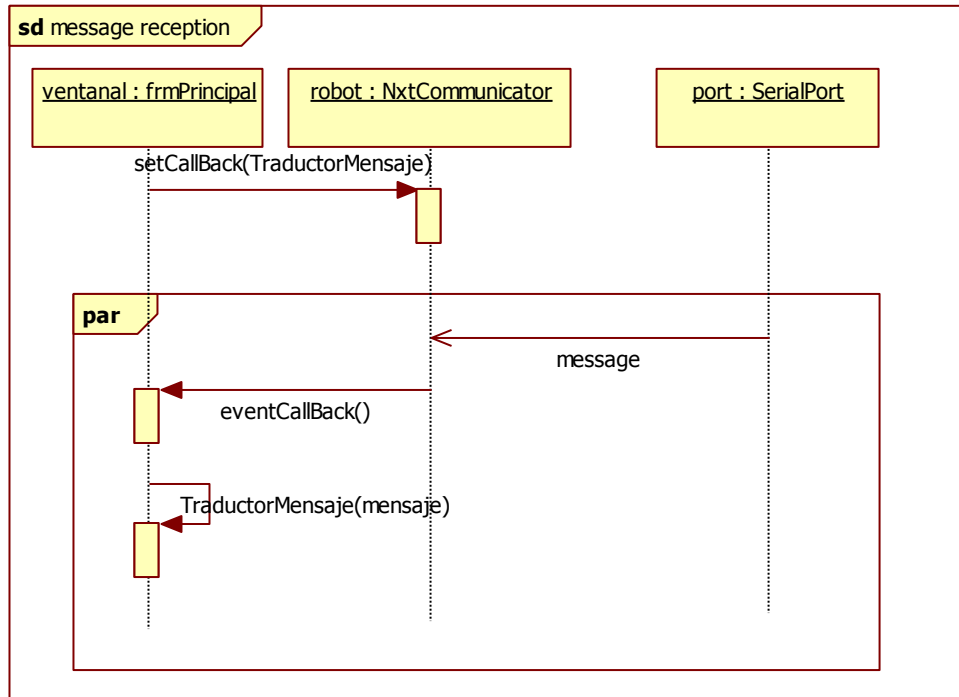 sd message reception
ventanal : frmPrincipal
robot : NxtCommunicator
port : SerialPort
setCallBack(TraductorMensaje)
par
message
eventCallBack()
TraductorMensaje(mensaje)